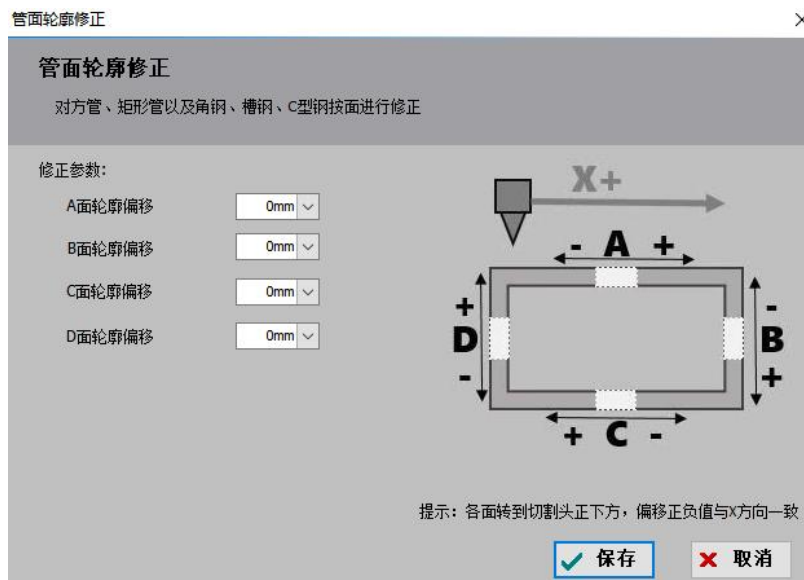 管面轮廓修正
管面轮廓修正
对方管、矩形管以及角钢、槽钢、C型钢按面进行修正
修正参数:
A面轮廓偏移 0mm
B面轮廓偏移 0mm
C面轮廓偏移 0mm
D面轮廓偏移 0mm
X+
- A +
+ D -
- B +
+ C -
提示：各面转到切割头正下方，偏移正负值与X方向一致
保存 取消